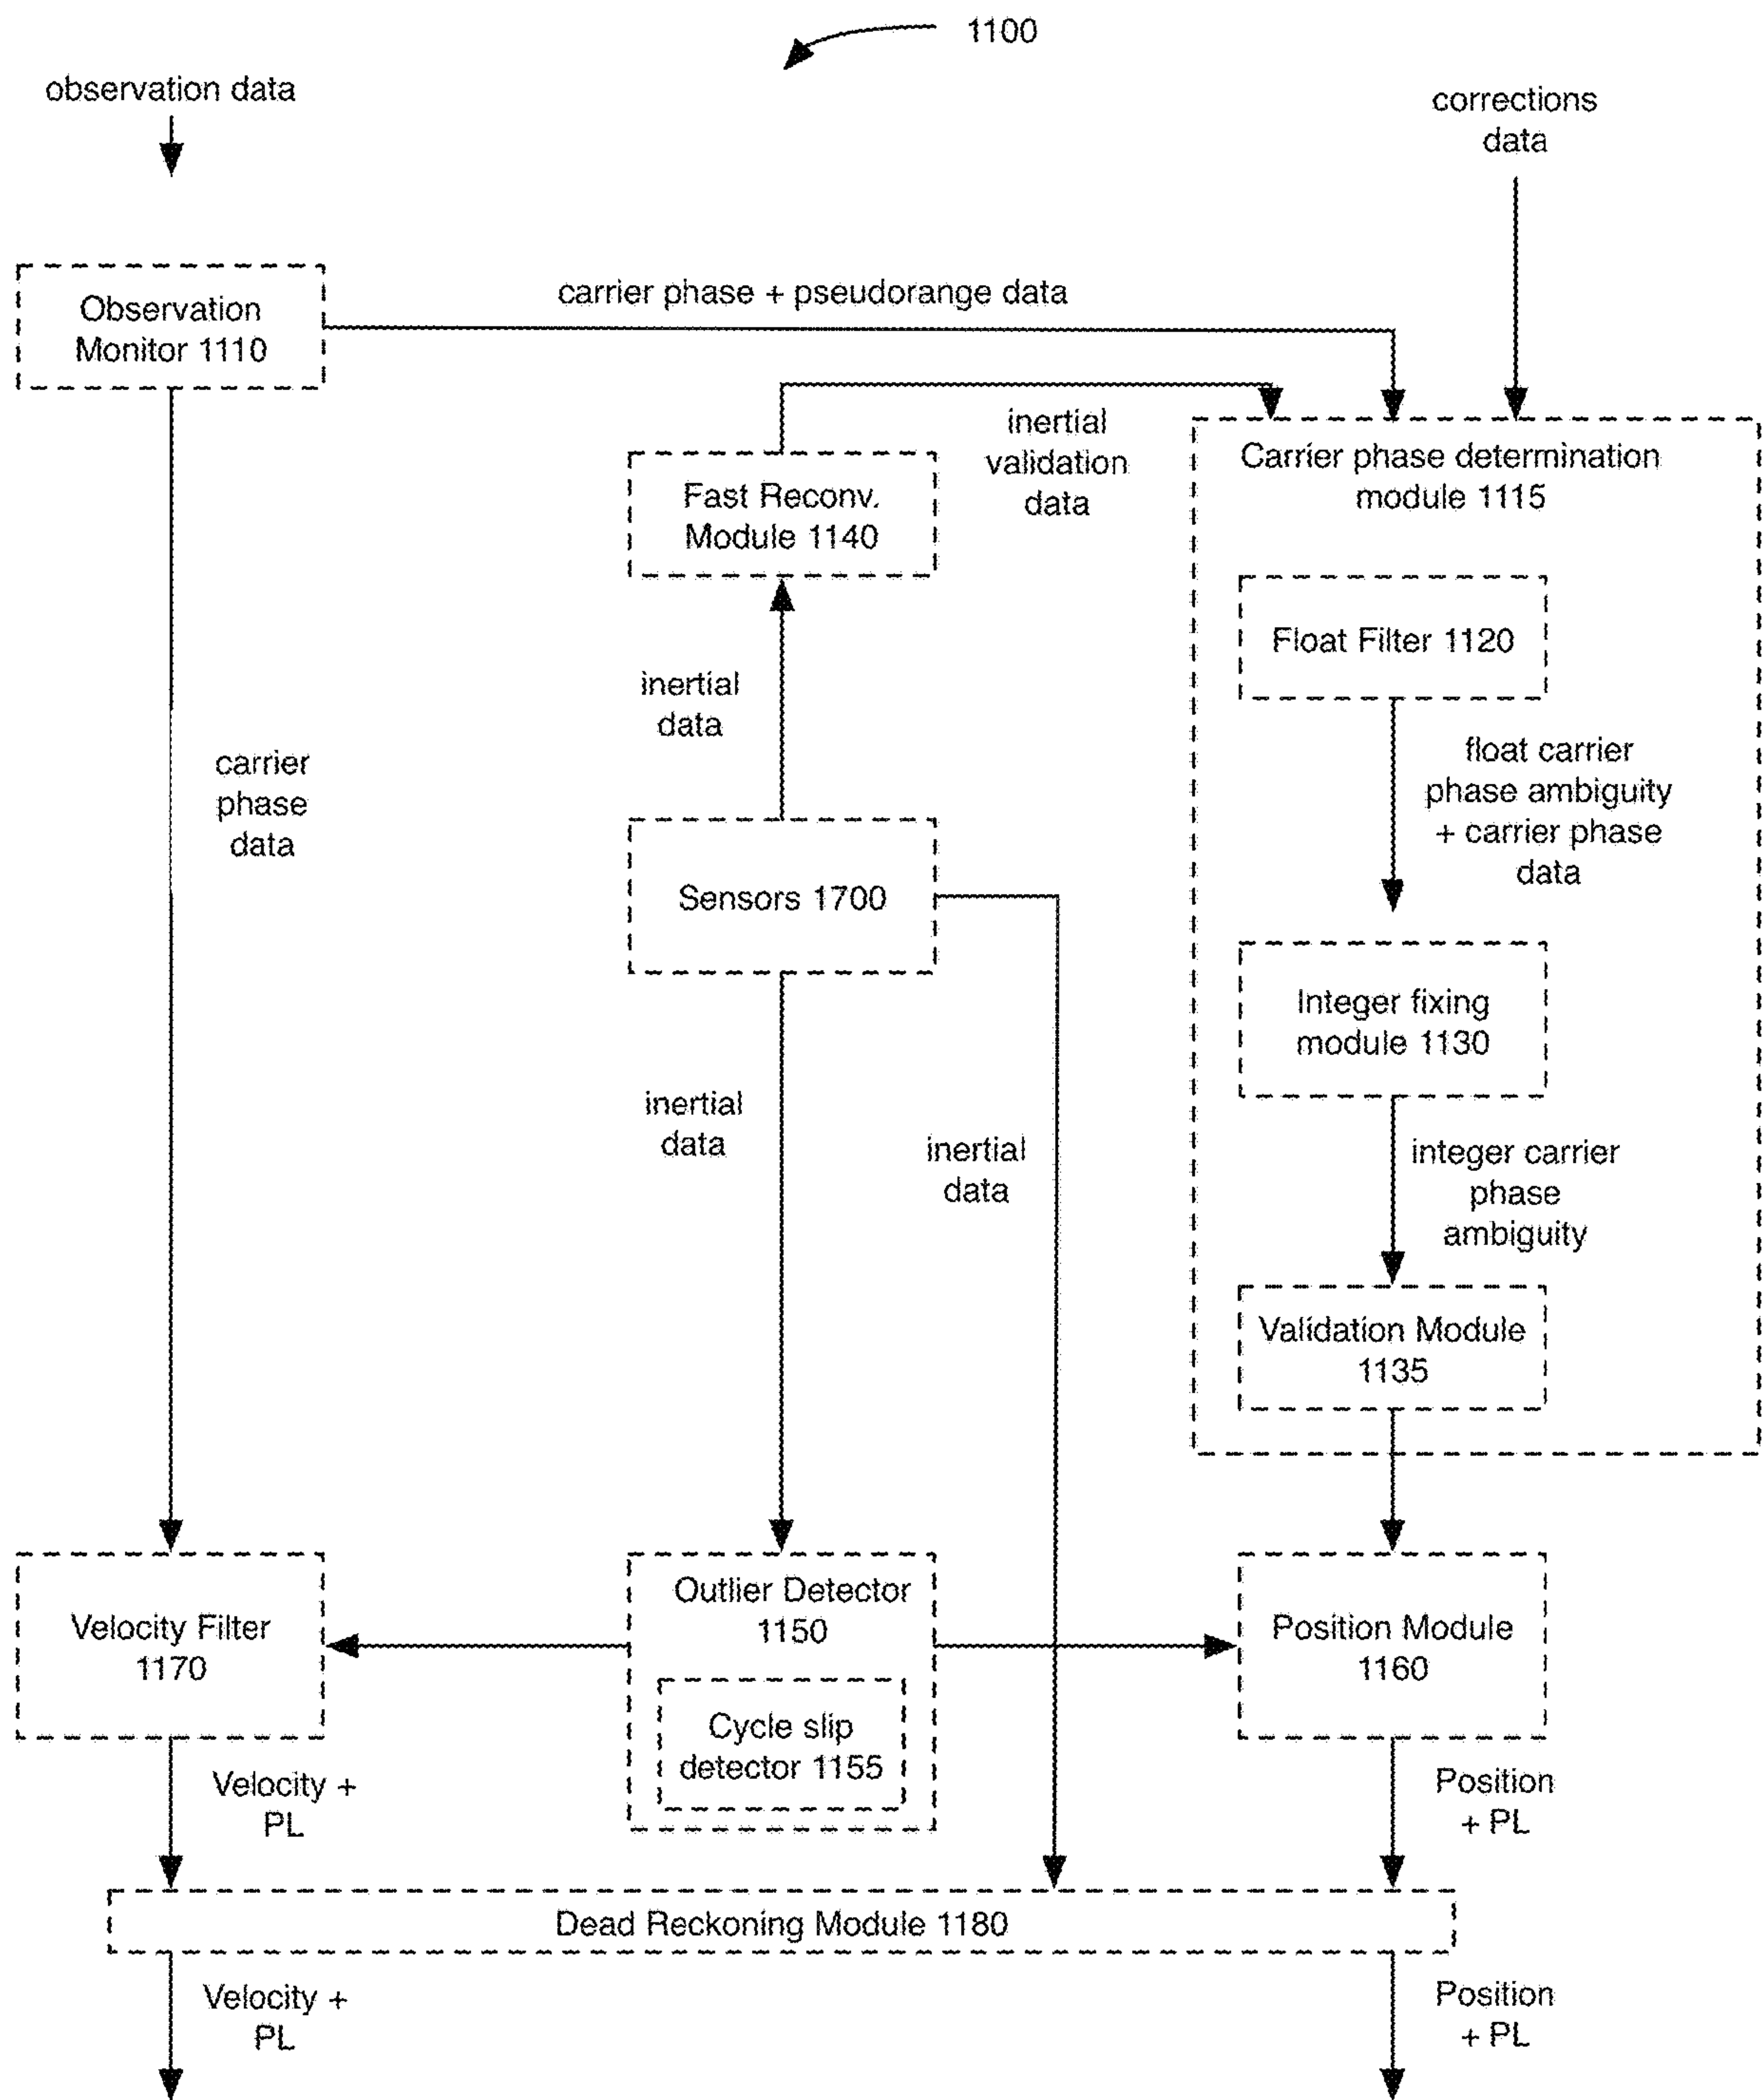 1100
observation data
corrections
data
Observation
Monitor 1110
carrier phase + pseudorange data
inertial
validation
data
Fast Reconv.
Module 1140
Carrier phase determination
module 1115
Float Filter 1120
inertial
data
float carrier
phase ambiguity
+ carrier phase
data
carrier
phase
data
Sensors 1700
Integer fixing
module 1130
inertial
data
inertial
data
integer carrier
phase
ambiguity
Validation Module
1135
Velocity Filter
1170
Outlier Detector
1150
Cycle slip
detector 1155
Position Module
1160
Velocity +
PL
Position
+ PL
Dead Reckoning Module 1180
Velocity +
PL
Position
+ PL